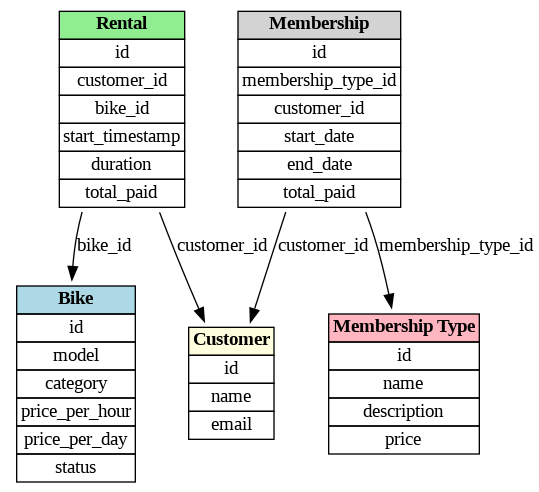 Rental
id
customer_id
bike_id
start_timestamp
duration
total_paid
Membership
id
membership_type_id
customer_id
start_date
end_date
total_paid
bike_id
customer_id
customer_id
membership_type_id
Bike
id
model
category
price_per_hour
price_per_day
status
Customer
id
name
email
Membership Type
id
name
description
price